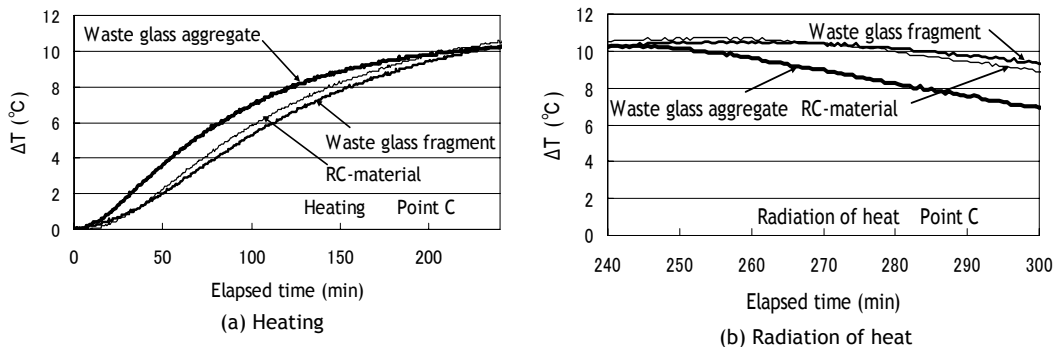 12
10
8
6
4
2
0
ΔT (℃)
Waste glass aggregate
Waste glass fragment
RC-material
Heating Point C
0 50 100 150 200
Elapsed time (min)
(a) Heating
12
10
8
6
4
2
0
ΔT (℃)
Waste glass fragment
Waste glass aggregate RC-material
Radiation of heat Point C
240 250 260 270 280 290 300
Elapsed time (min)
(b) Radiation of heat